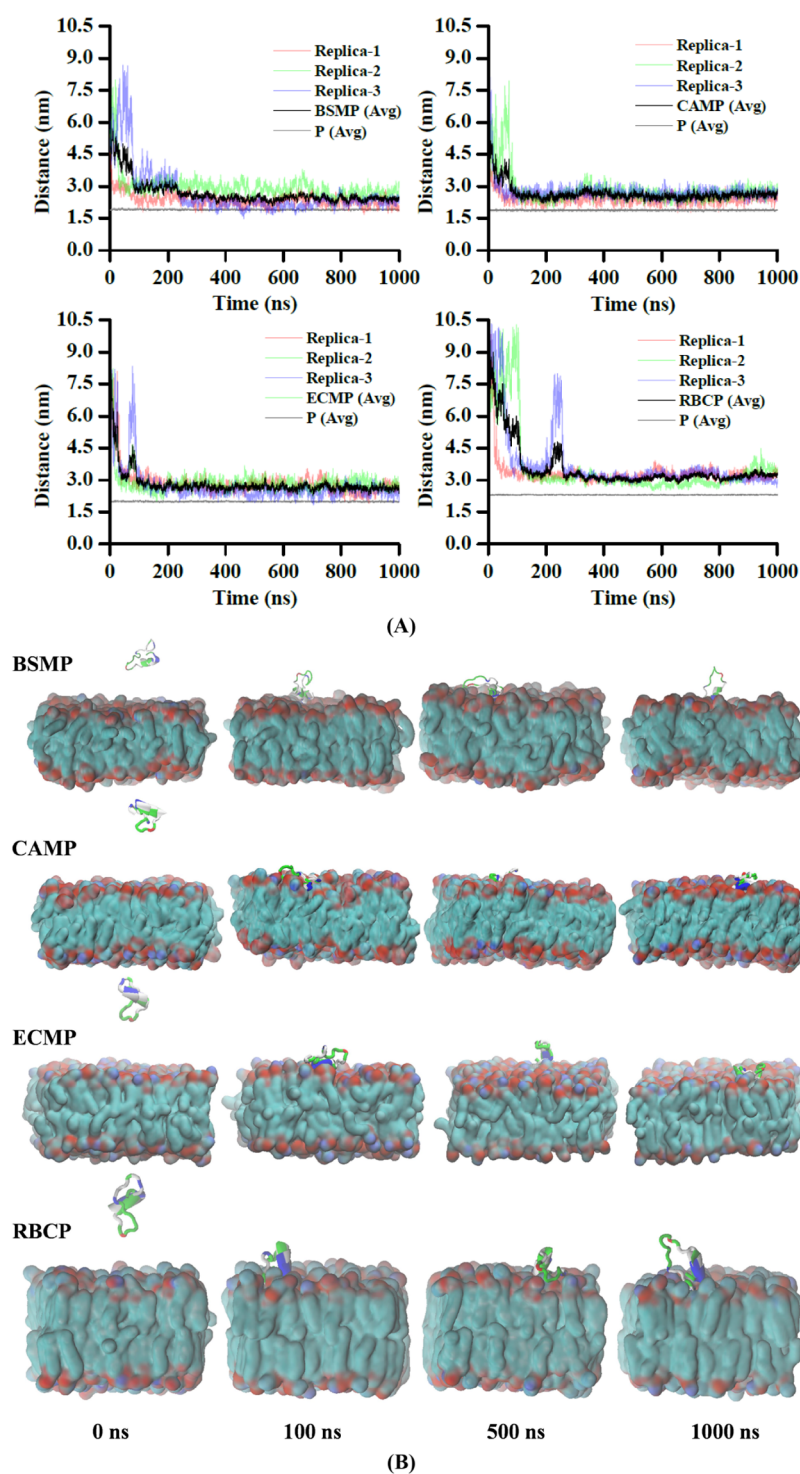 10.5
9.0
7.5
6.0
4.5
3.0
1.5
0.0
Distance (nm)
0 200 400 600 800 1000
Time (ns)
Replica-1
Replica-2
Replica-3
BSMP (Avg)
P (Avg)
10.5
9.0
7.5
6.0
4.5
3.0
1.5
0.0
Distance (nm)
0 200 400 600 800 1000
Time (ns)
Replica-1
Replica-2
Replica-3
CAMP (Avg)
P (Avg)
10.5
9.0
7.5
6.0
4.5
3.0
1.5
0.0
Distance (nm)
0 200 400 600 800 1000
Time (ns)
Replica-1
Replica-2
Replica-3
ECMP (Avg)
P (Avg)
10.5
9.0
7.5
6.0
4.5
3.0
1.5
0.0
Distance (nm)
0 200 400 600 800 1000
Time (ns)
Replica-1
Replica-2
Replica-3
RBCP (Avg)
P (Avg)
(A)
BSMP
CAMP
ECMP
RBCP
0 ns 100 ns 500 ns 1000 ns
(B)